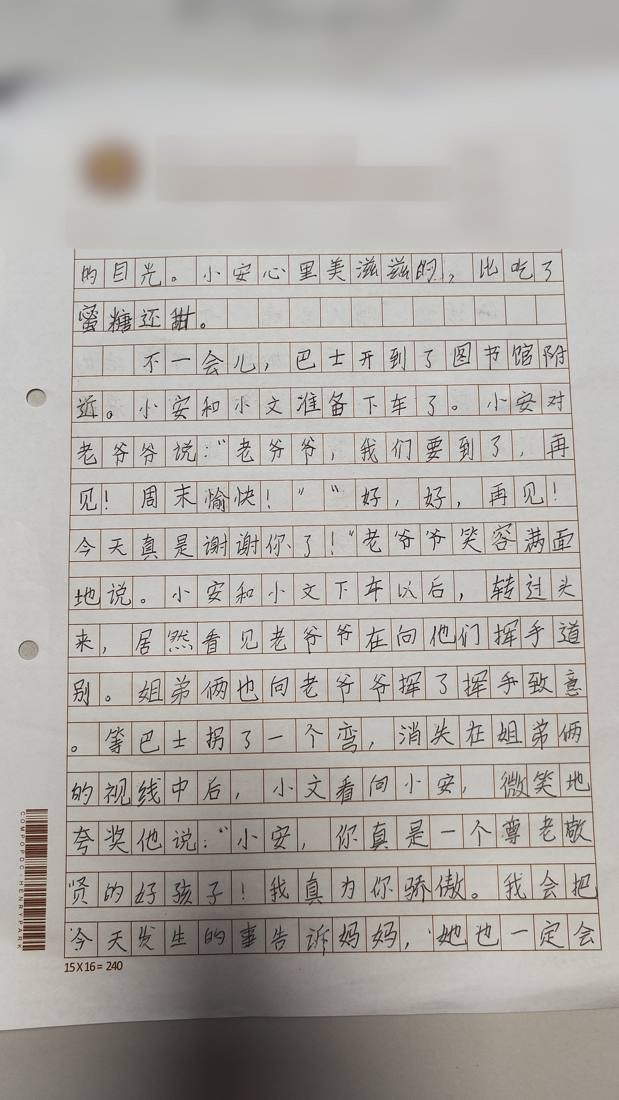 的目光。小安心里美滋滋的，比吃了
蜜糖还甜。
不一会儿，巴士开到了图书馆附
近。小安和小文准备下车了。小安对
老爷爷说：“老爷爷，我们要到了，再
见！周末愉快！”“好，好，再见！
今天真是谢谢你了！”老爷爷笑容满面
地说。小安和小文下车以后，转过头
来，居然看见老爷爷在向他们挥手道
别。姐弟俩也向老爷爷挥了挥手致意
。等巴士拐了一个弯，消失在姐弟俩
的视线中后，小文看向小安，微笑地
夸奖他说：“小安，你真是一个尊老敬
贤的好孩子！我真为你骄傲。我会把
今天发生的事告诉妈妈，她也一定会
15X16=240
COMPOPOC-HENRYPARK